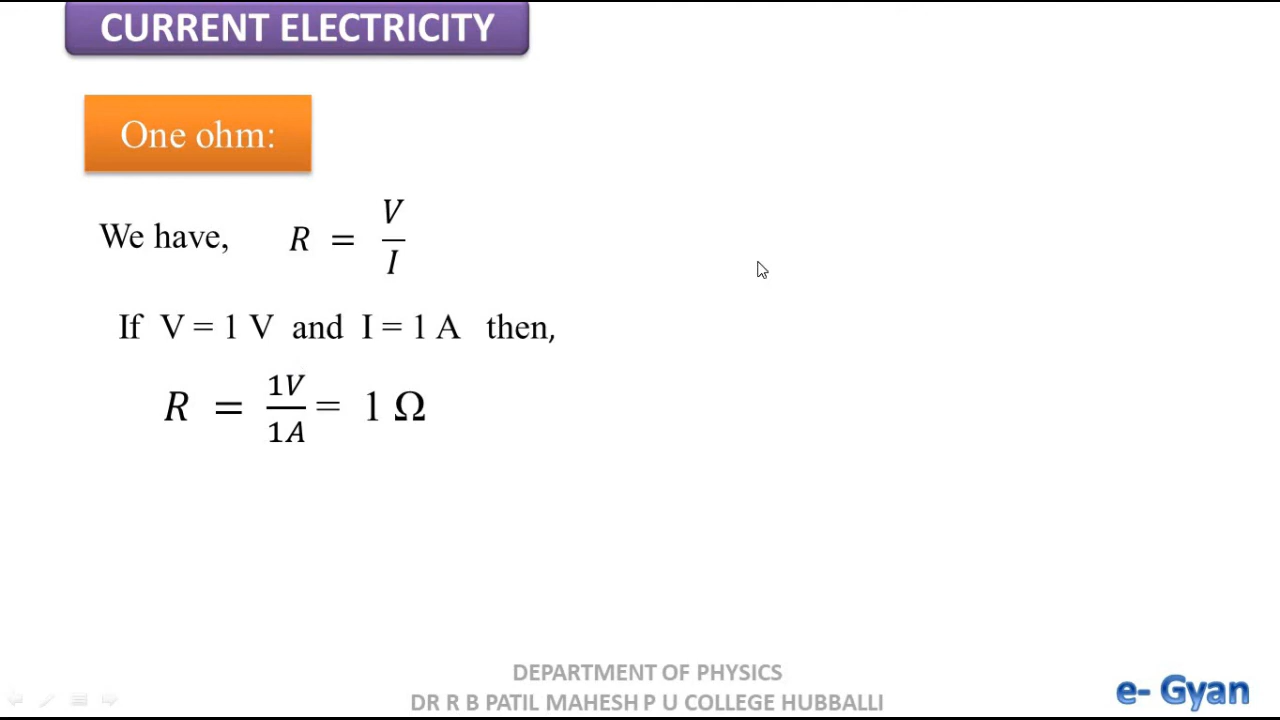 CURRENT ELECTRICITY
One ohm:
We have, R = V/I
If V = 1 V and I = 1 A then,
R = 1V/1A = 1 Ω
DEPARTMENT OF PHYSICS
DR R B PATIL MAHESH P U COLLEGE HUBBALLI
e- Gyan